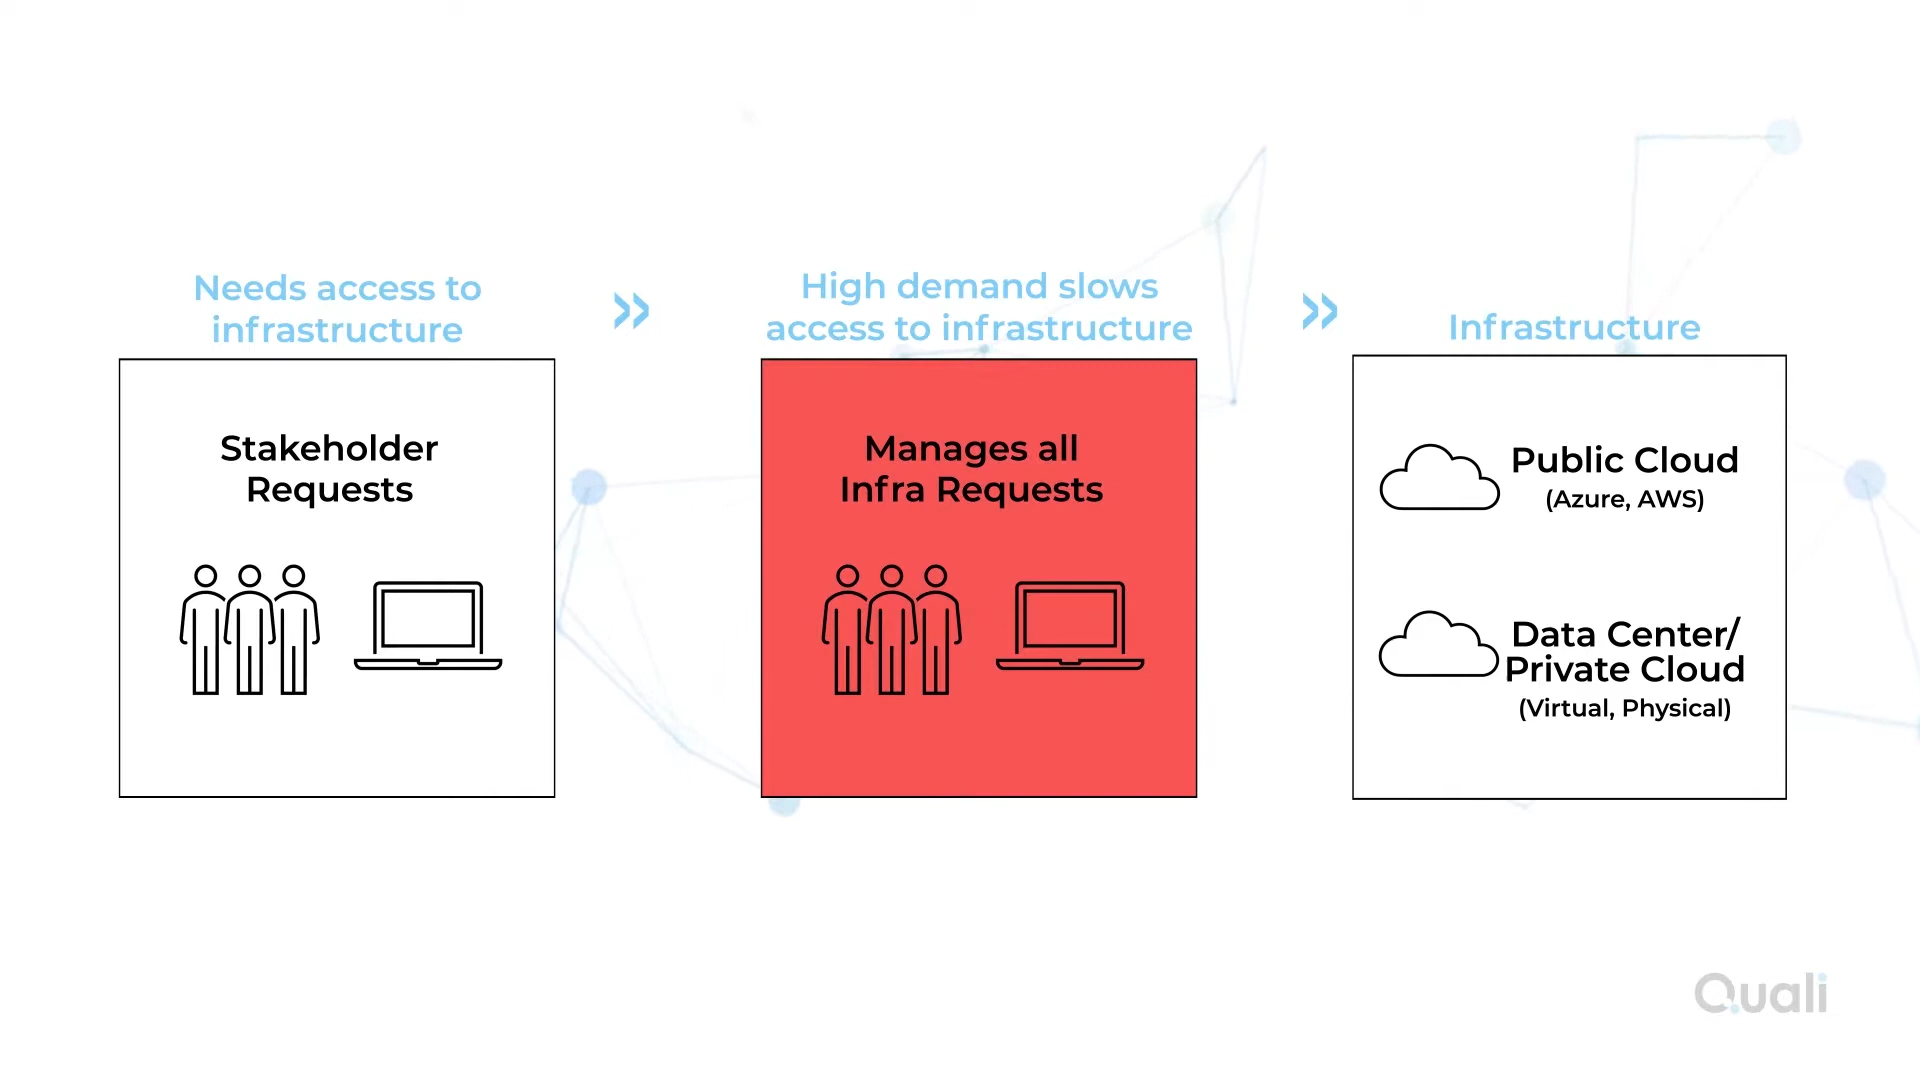 Needs access to
infrastructure
»
High demand slows
access to infrastructure
»
Infrastructure
Stakeholder
Requests
Manages all
Infra Requests
Public Cloud
(Azure, AWS)
Data Center/
Private Cloud
(Virtual, Physical)
Quali